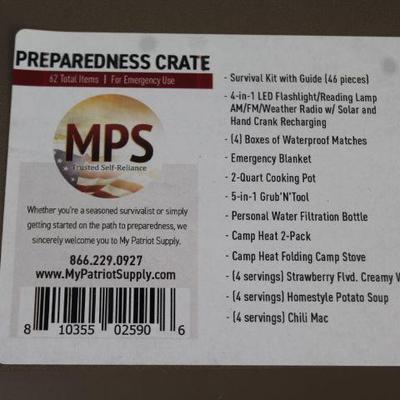 PREPAREDNESS CRATE
62 Total Items | For Emergency Use
MPS
Trusted Self-Reliance
Whether you're a seasoned survivalist or simply
getting started on the path to preparedness, we
sincerely welcome you to My Patriot Supply.
866.229.0927
www.MyPatriotSupply.com
8 10355 02590 6
- Survival Kit with Guide (46 pieces)
- 4-in-1 LED Flashlight/Reading Lamp
AM/FM/Weather Radio w/ Solar and
Hand Crank Recharging
- (4) Boxes of Waterproof Matches
- Emergency Blanket
- 2-Quart Cooking Pot
- 5-in-1 Grub'N'Tool
- Personal Water Filtration Bottle
- Camp Heat 2-Pack
- Camp Heat Folding Camp Stove
- (4 servings) Strawberry Flvd. Creamy
- (4 servings) Homestyle Potato Soup
- (4 servings) Chili Mac